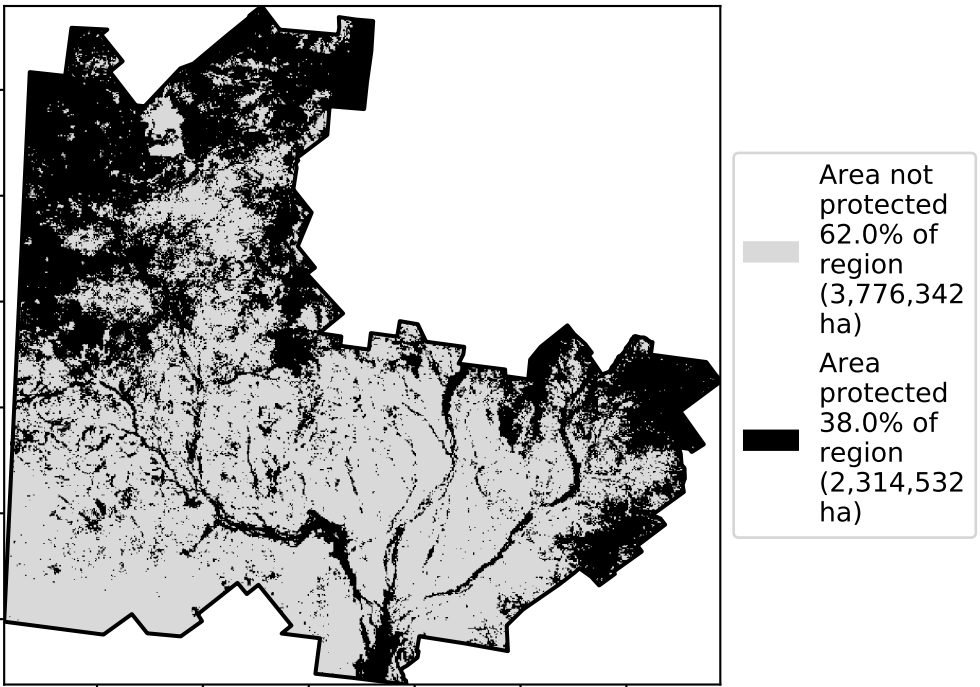 Area not
protected
62.0% of
region
(3,776,342
ha)
Area
protected
38.0% of
region
(2,314,532
ha)